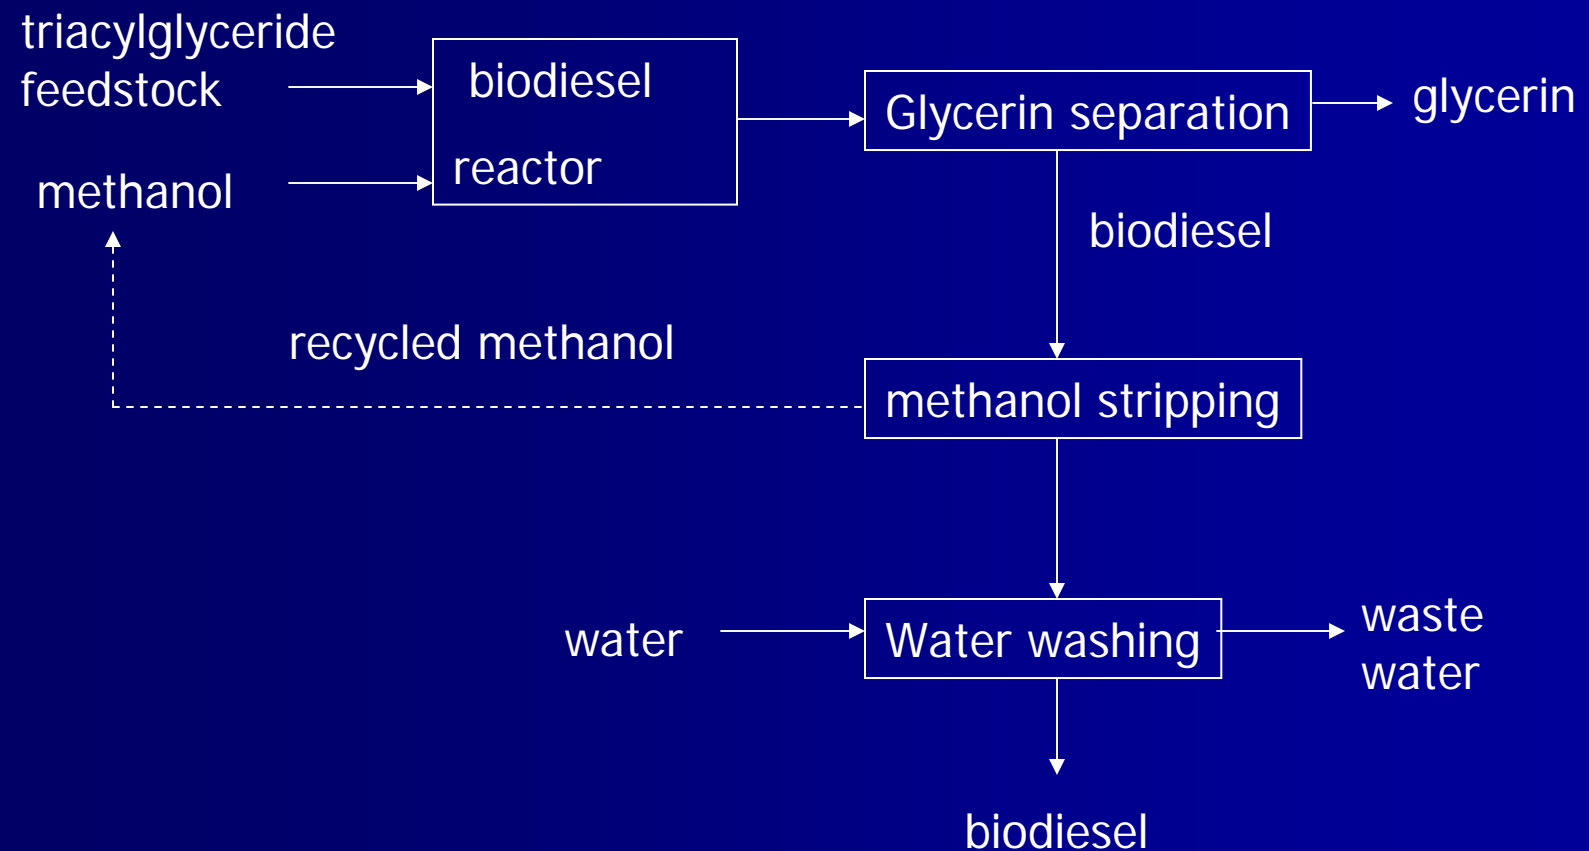 triacylglyceride
feedstock
biodiesel
reactor
methanol
Glycerin separation
glycerin
biodiesel
recycled methanol
methanol stripping
water
Water washing
waste
water
biodiesel